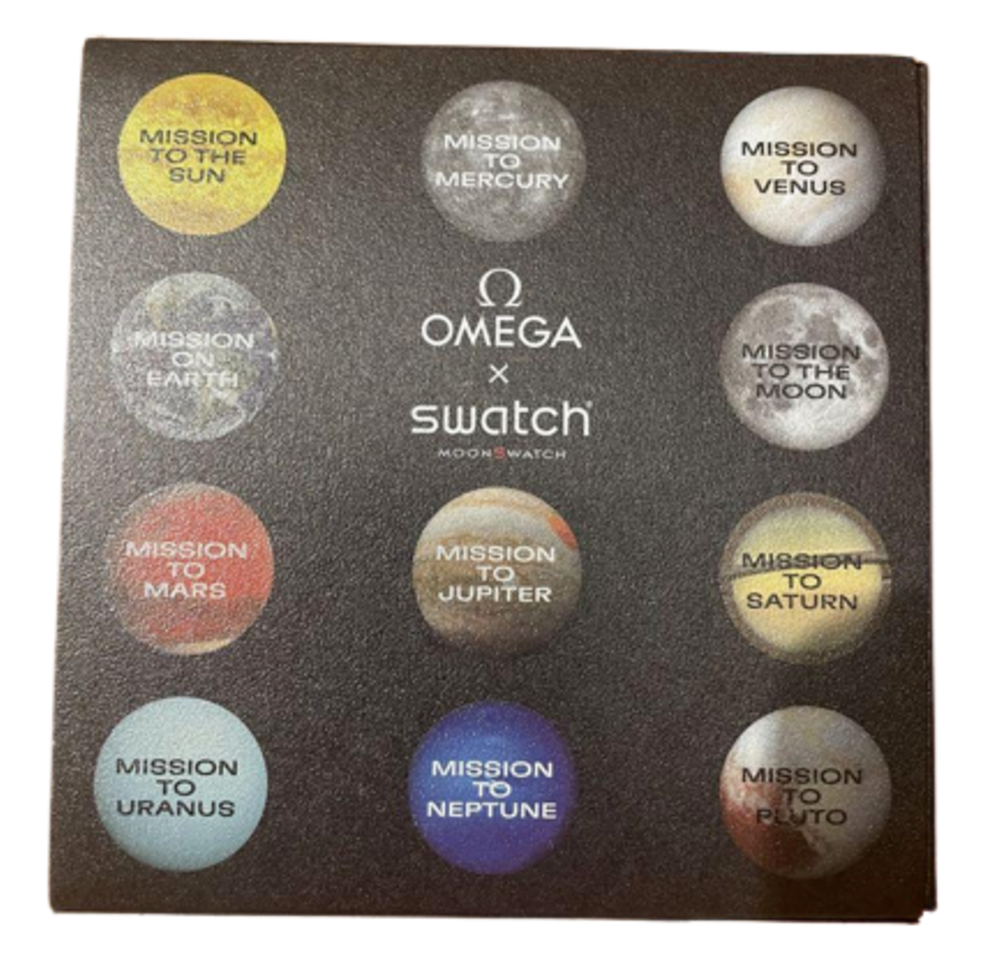 MISSION
TO THE
SUN
MISSION
TO
MERCURY
MISSION
TO
VENUS
MISSION
ON
EARTH
Ω
OMEGA
×
swatch®
MOONSWATCH
MISSION
TO THE
MOON
MISSION
TO
MARS
MISSION
TO
JUPITER
MISSION
TO
SATURN
MISSION
TO
URANUS
MISSION
TO
NEPTUNE
MISSION
TO
PLUTO